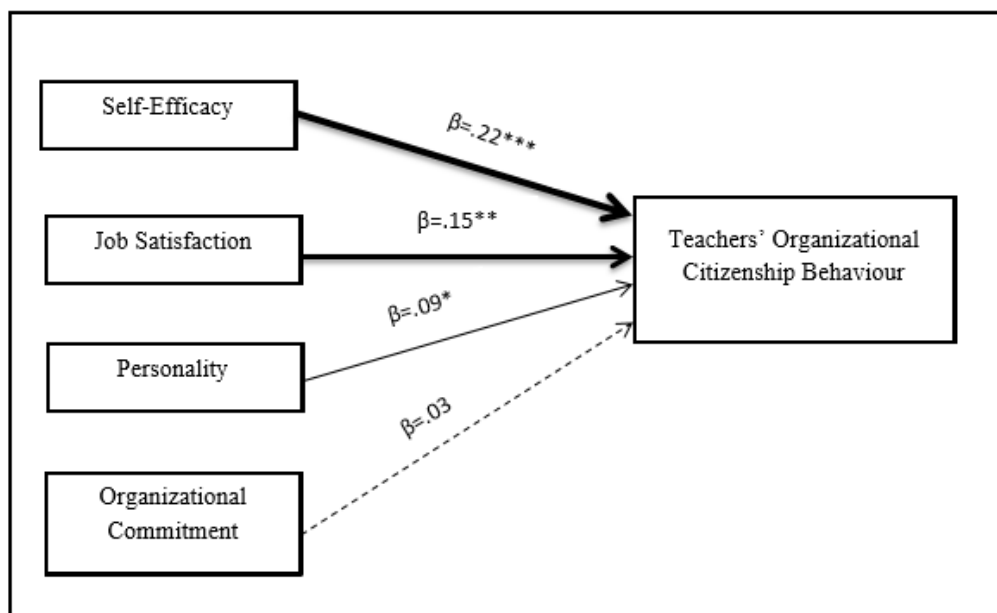 Self-Efficacy
β=.22***
Job Satisfaction
β=.15**
Teachers’ Organizational
Citizenship Behaviour
β=.09*
Personality
β=.03
Organizational
Commitment